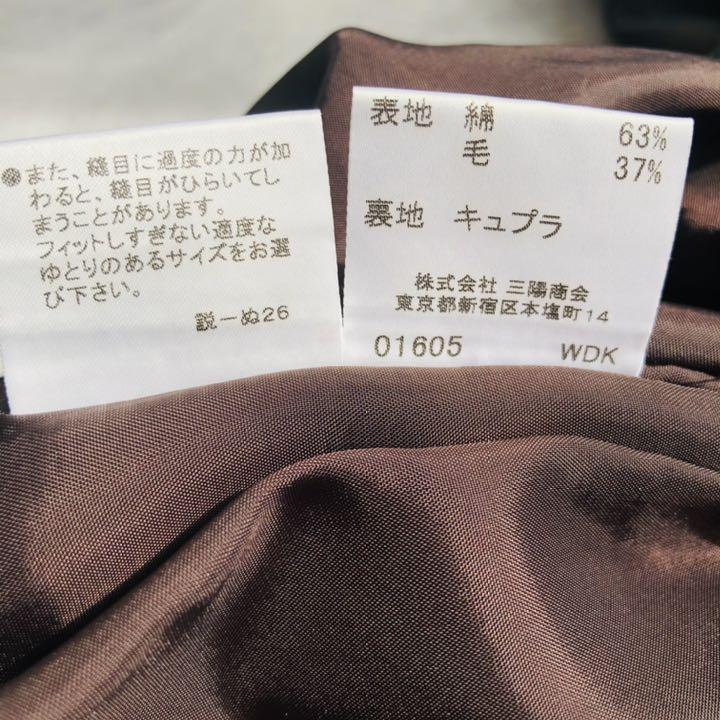 ●また、縫目に過度の力が加
わると、縫目がひらいてし
まうことがあります。
フィットしすぎない適度な
ゆとりのあるサイズをお選
び下さい。
説ーぬ26
表地 綿 63%
毛 37%
裏地 キュプラ
株式会社 三陽商会
東京都新宿区本塩町14
01605 WDK